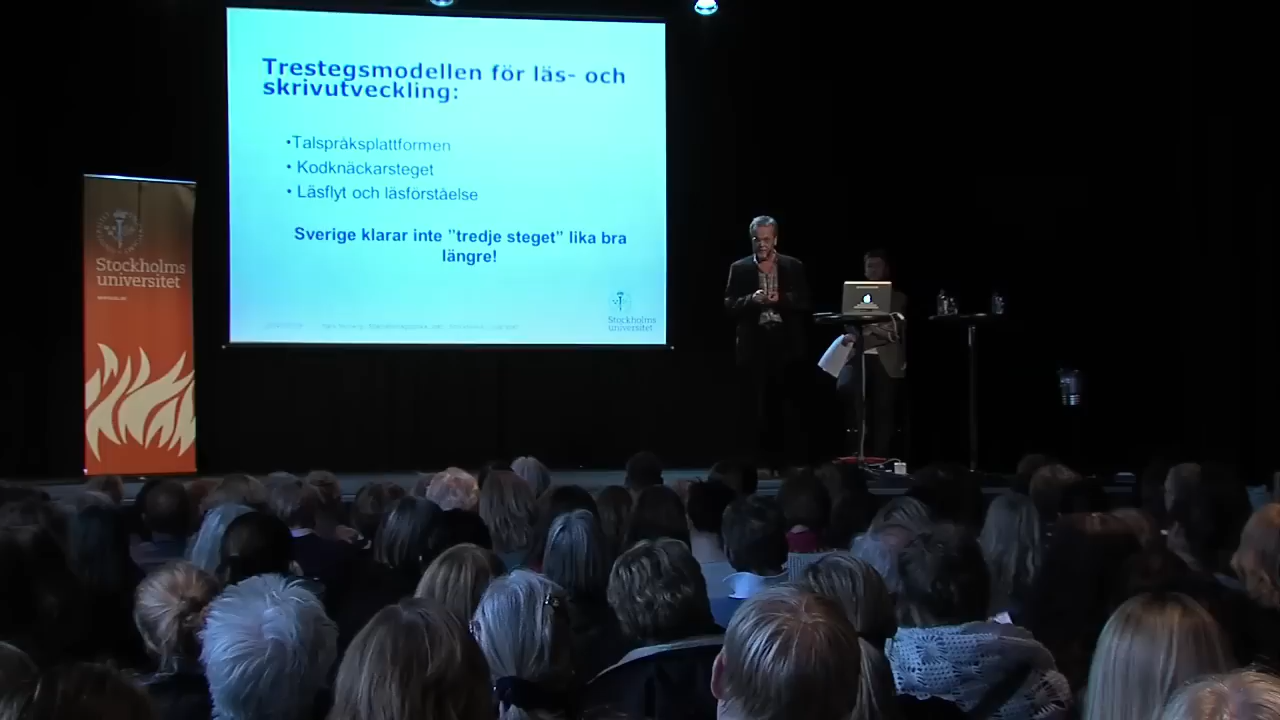 Trestegsmodellen för läs- och
skrivutveckling:
•Talspråksplattformen
• Kodknäckarsteget
• Läsflyt och läsförståelse
Sverige klarar inte "tredje steget" lika bra
längre!
Stockholms
universitet
Stockholms
universitet